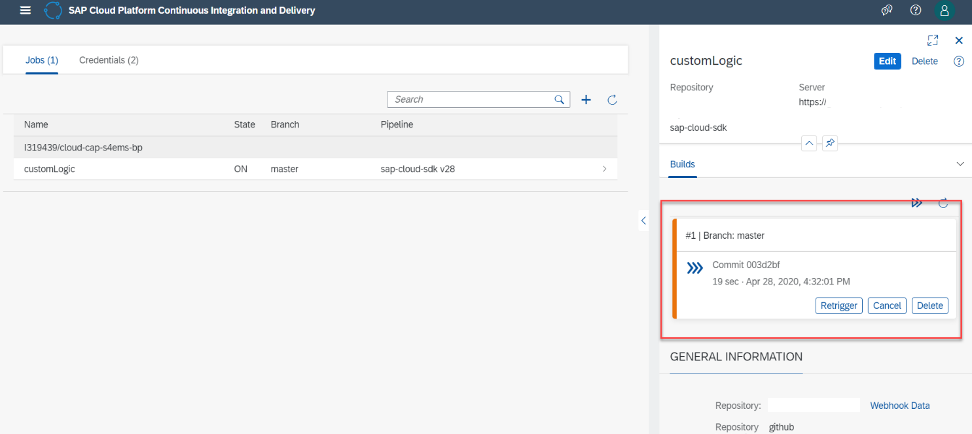 SAP Cloud Platform Continuous Integration and Delivery
Jobs (1) Credentials (2)
Search
Name State Branch Pipeline
I319439/cloud-cap-s4ems-bp
customLogic ON master sap-cloud-sdk v28
customLogic Edit Delete
Repository Server
https://
sap-cloud-sdk
Builds
#1 | Branch: master
Commit 003d2bf
19 sec · Apr 28, 2020, 4:32:01 PM
Retrigger Cancel Delete
GENERAL INFORMATION
Repository: Webhook Data
Repository github